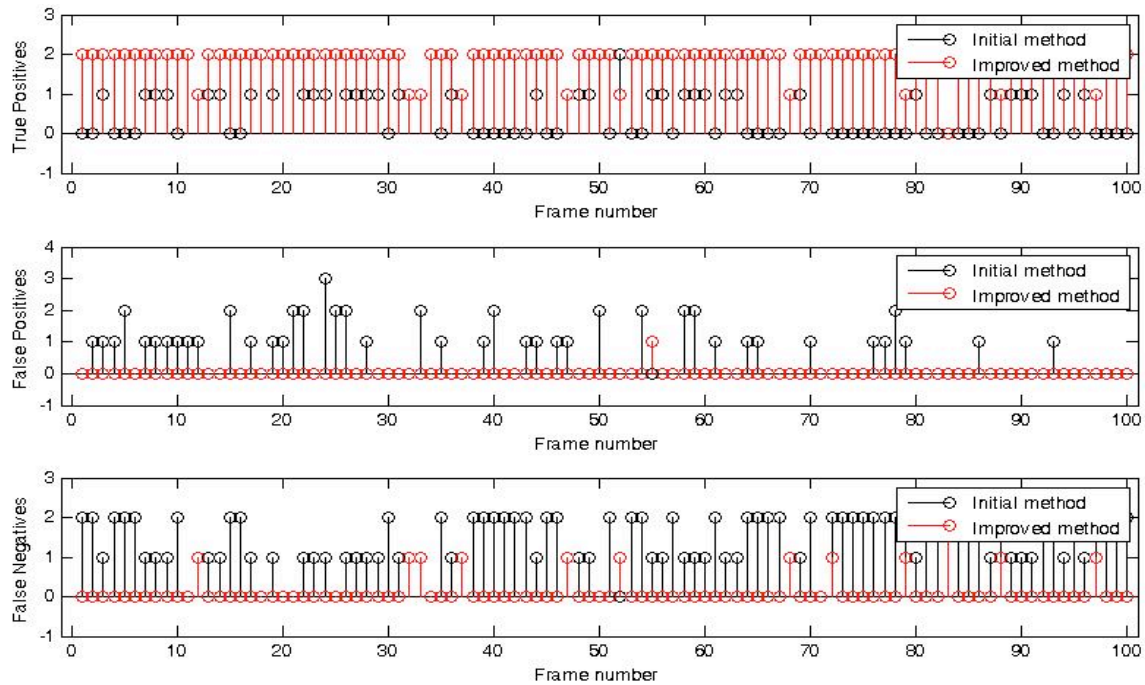 3
2
1
0
-1
True Positives
Initial method
Improved method
0 10 20 30 40 50 60 70 80 90 100
Frame number
4
3
2
1
0
-1
False Positives
Initial method
Improved method
0 10 20 30 40 50 60 70 80 90 100
Frame number
3
2
1
0
-1
False Negatives
Initial method
Improved method
0 10 20 30 40 50 60 70 80 90 100
Frame number